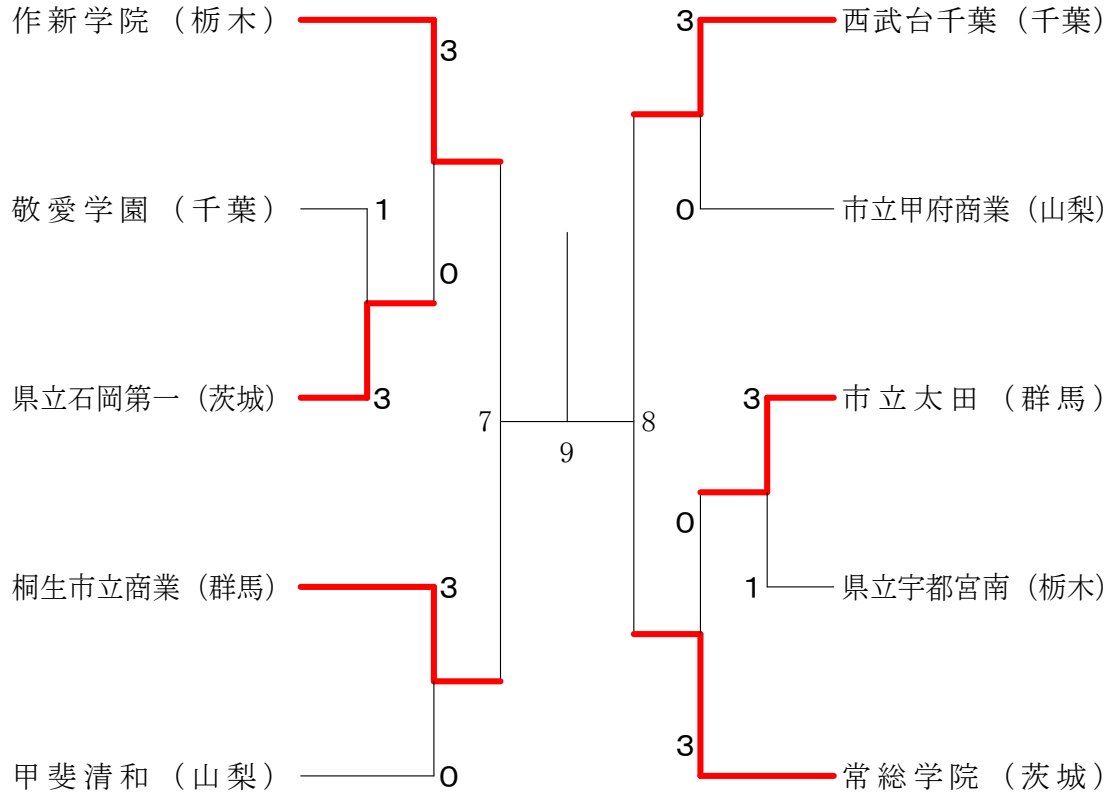 作新学院（栃木）
3
敬愛学園（千葉）
1
0
県立石岡第一（茨城）
3
桐生市立商業（群馬）
3
甲斐清和（山梨）
0
7
9
8
3
西武台千葉（千葉）
0
市立甲府商業（山梨）
3
市立太田（群馬）
0
1
県立宇都宮南（栃木）
3
常総学院（茨城）